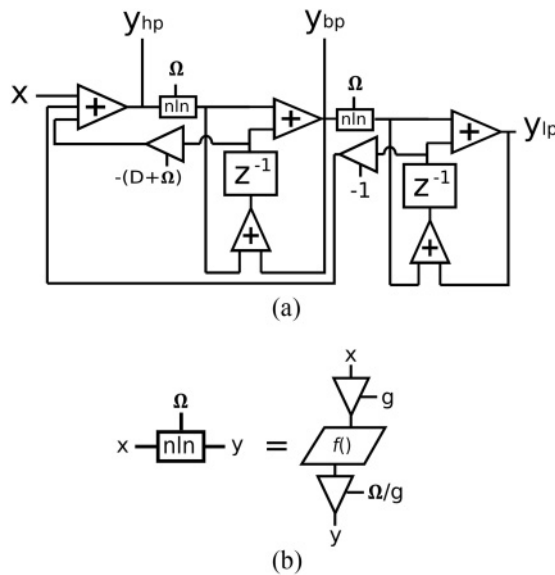 y_hp
y_bp
Ω
Ω
x
+
nln
+
nln
+
y_lp
-(D+Ω)
z⁻¹
-1
z⁻¹
+
+
(a)
Ω
x
nln
y
=
x
g
f()
Ω/g
y
(b)